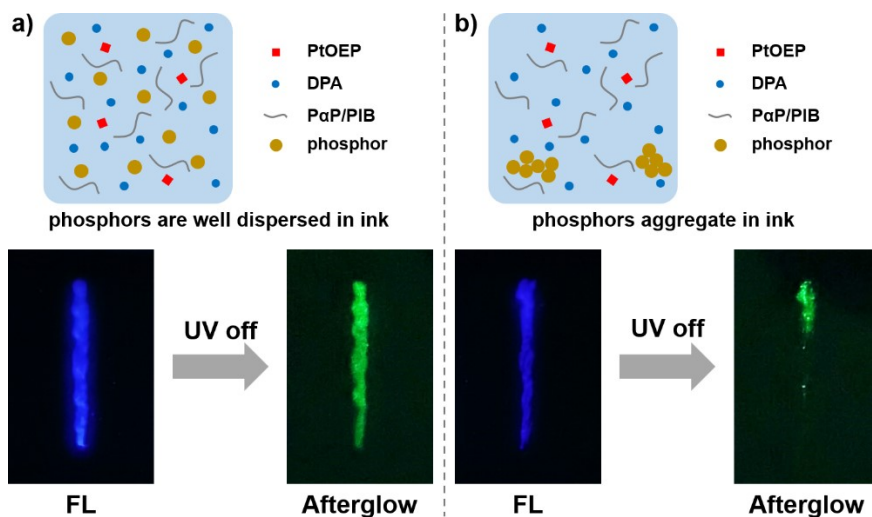 a)
PtOEP
DPA
PαP/PIB
phosphor
phosphors are well dispersed in ink
UV off
FL
Afterglow
b)
PtOEP
DPA
PαP/PIB
phosphor
phosphors aggregate in ink
UV off
FL
Afterglow